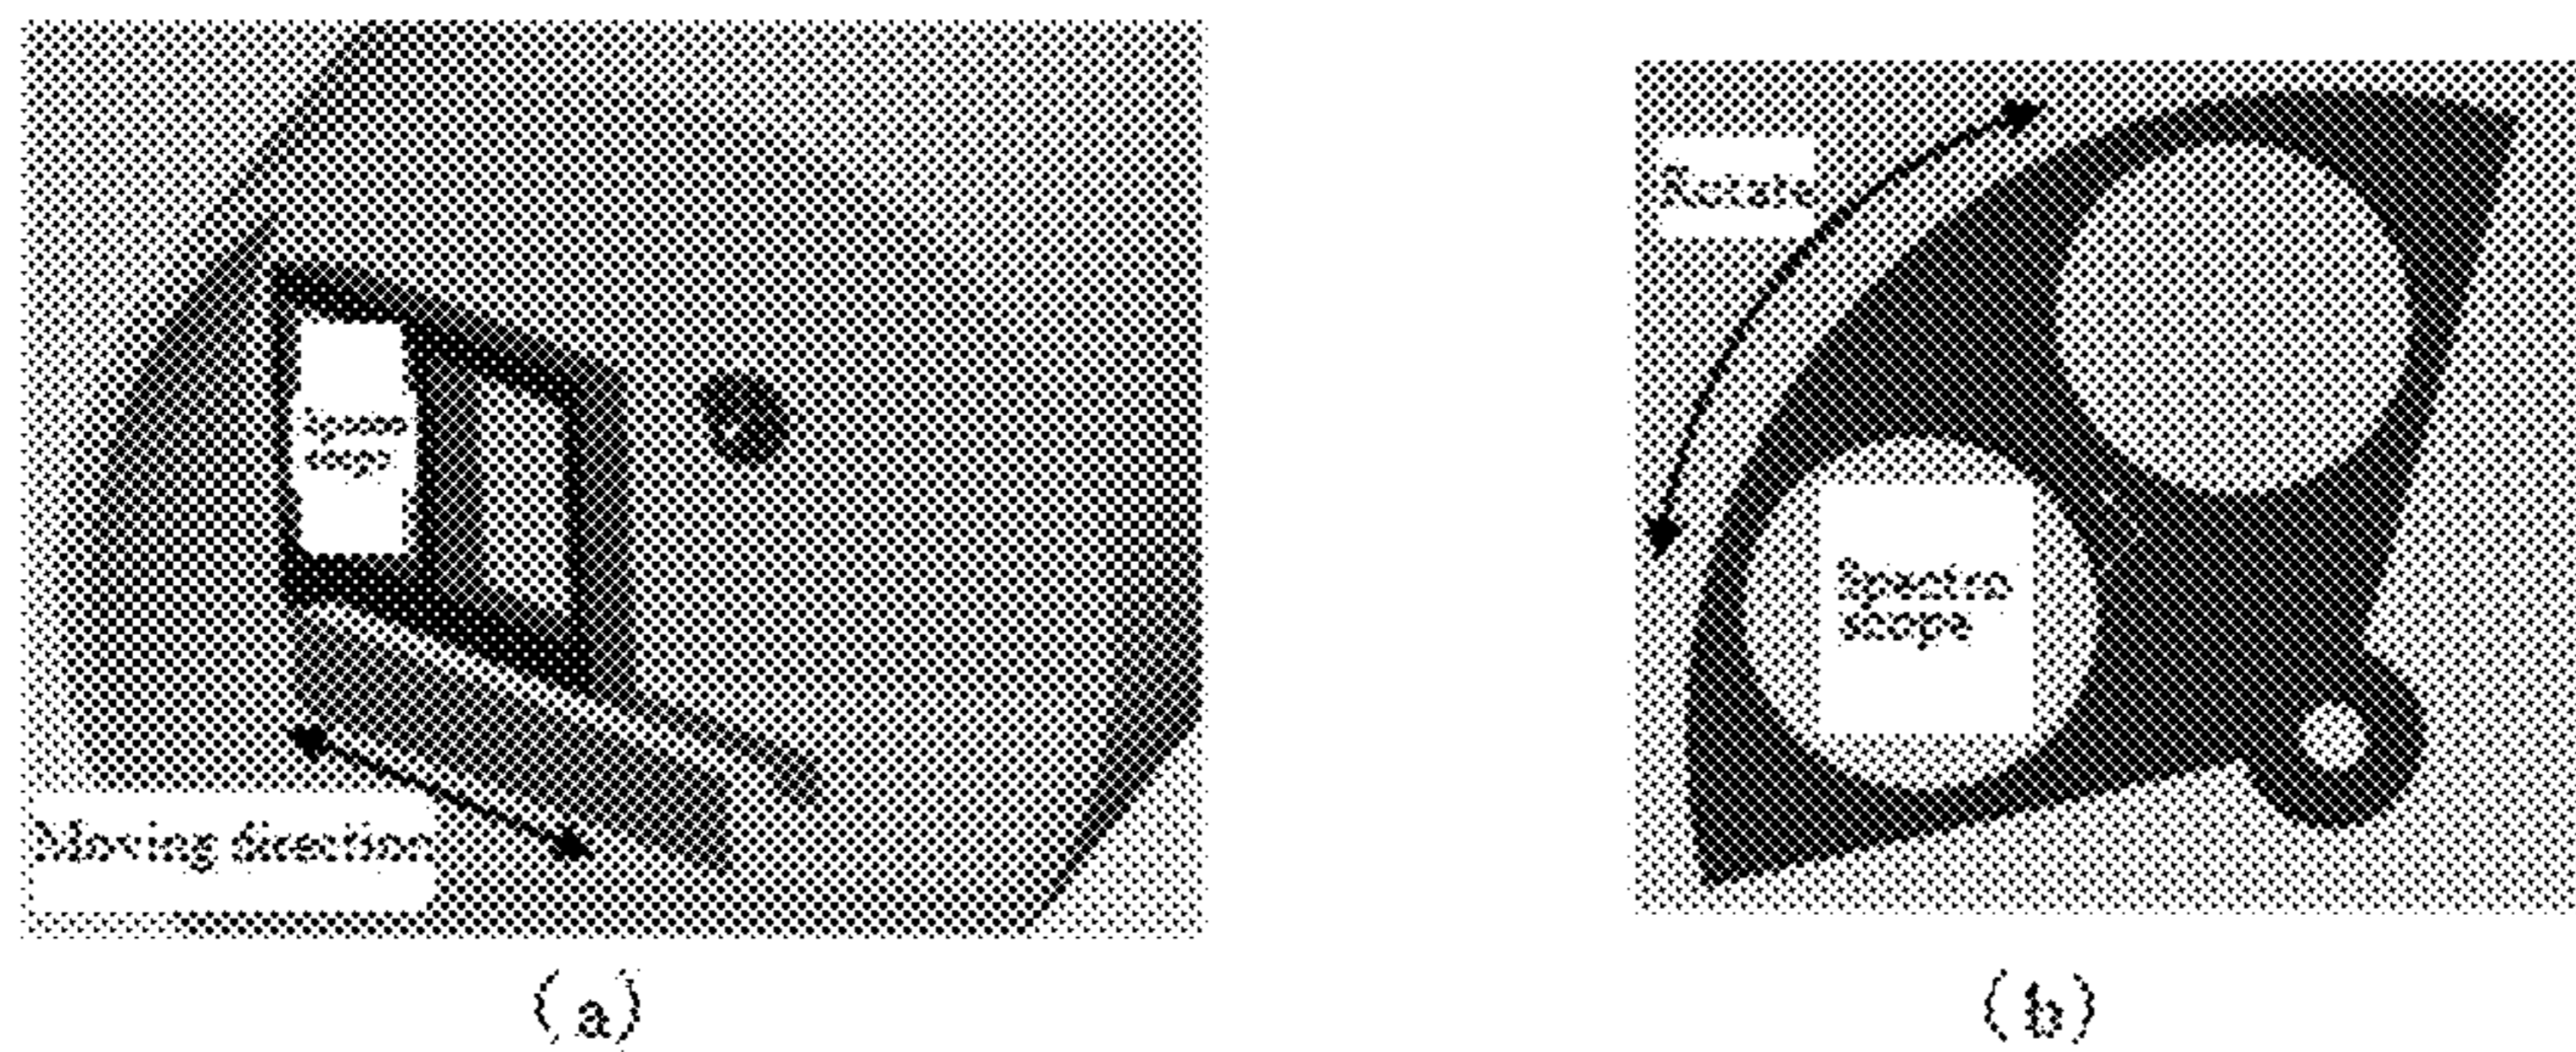 Rotate
Spectro
scope
Moving direction
(a)
(b)